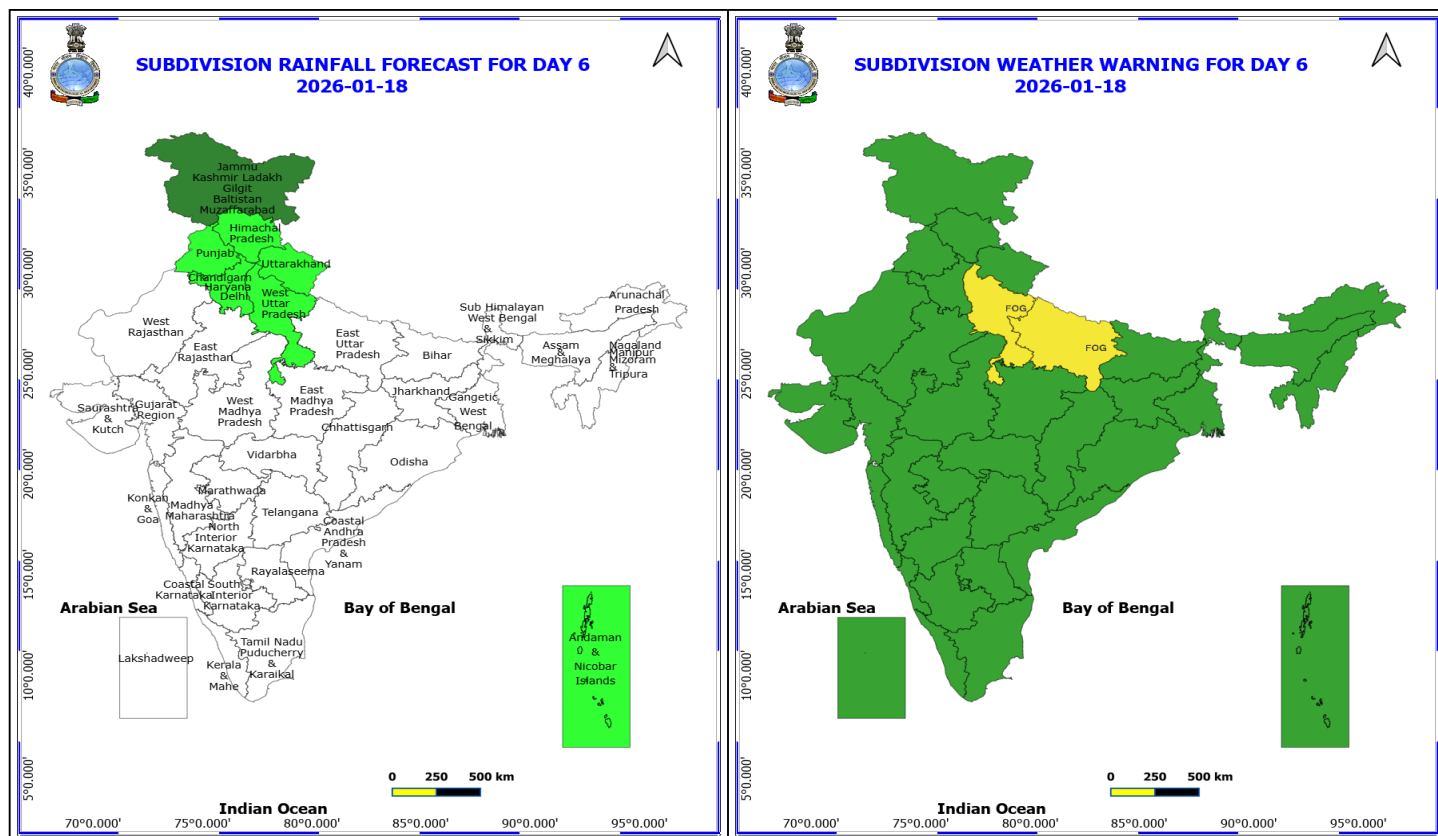 SUBDIVISION RAINFALL FORECAST FOR DAY 6
2026-01-18
40°0.000'
35°0.000'
30°0.000'
25°0.000'
20°0.000'
15°0.000'
10°0.000'
5°0.000'
Jammu
Kashmir Ladakh
Gilgit
Baltistan
Muzaffarabad
Himachal
Pradesh
Punjab
Uttarakhand
Chandigarh
Haryana
Delhi
West
Uttar
Pradesh
West
Rajasthan
East
Rajasthan
East
Uttar
Pradesh
Bihar
Sub Himalayan
West Bengal
&
Sikkim
Arunachal
Pradesh
Assam
&
Meghalaya
Nagaland
Manipur
Mizoram
&
Tripura
Saurashtra
&
Kutch
Gujarat
Region
West
Madhya
Pradesh
East
Madhya
Pradesh
Jharkhand
Gangetic
West
Bengal
Chhattisgarh
Vidarbha
Odisha
Konkan
&
Goa
Madhya
Maharashtra
Marathwada
Telangana
North
Interior
Karnataka
Coastal
Andhra
Pradesh
&
Yanam
Rayalaseema
Coastal
Karnataka
South
Interior
Karnataka
Arabian Sea
Bay of Bengal
Lakshadweep
Kerala
&
Mahe
Tamil Nadu
Puducherry
&
Karaikal
Andaman
&
Nicobar
Islands
0 250 500 km
Indian Ocean
70°0.000' 75°0.000' 80°0.000' 85°0.000' 90°0.000' 95°0.000'
SUBDIVISION WEATHER WARNING FOR DAY 6
2026-01-18
40°0.000'
35°0.000'
30°0.000'
25°0.000'
20°0.000'
15°0.000'
10°0.000'
5°0.000'
FOG
FOG
Arabian Sea
Bay of Bengal
0 250 500 km
Indian Ocean
70°0.000' 75°0.000' 80°0.000' 85°0.000' 90°0.000' 95°0.000'